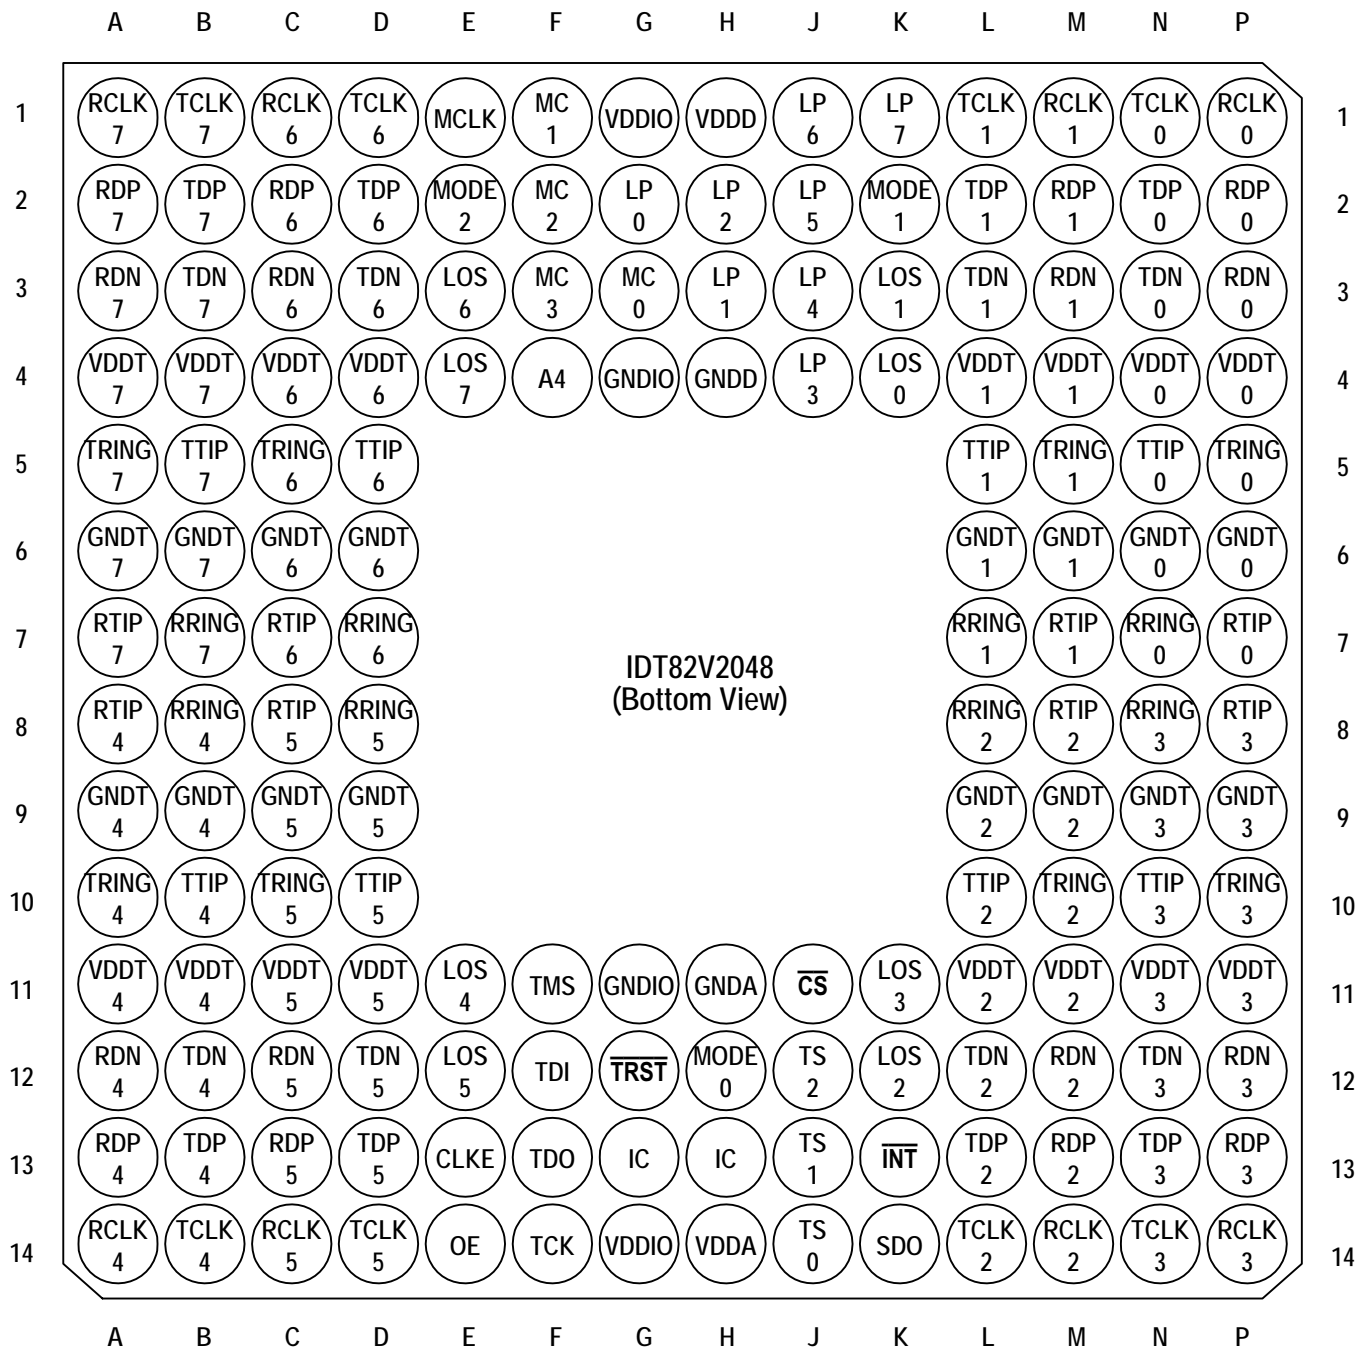 A B C D E F G H J K L M N P
1 RCLK 7 TCLK 7 RCLK 6 TCLK 6 MCLK MC 1 VDDIO VDDD LP 6 LP 7 TCLK 1 RCLK 1 TCLK 0 RCLK 0 1
2 RDP 7 TDP 7 RDP 6 TDP 6 MODE 2 MC 2 LP 0 LP 2 LP 5 MODE 1 TDP 1 RDP 1 TDP 0 RDP 0 2
3 RDN 7 TDN 7 RDN 6 TDN 6 LOS 6 MC 3 MC 0 LP 1 LP 4 LOS 1 TDN 1 RDN 1 TDN 0 RDN 0 3
4 VDDT 7 VDDT 7 VDDT 6 VDDT 6 LOS 7 A4 GNDIO GNDD LP 3 LOS 0 VDDT 1 VDDT 1 VDDT 0 VDDT 0 4
5 TRING 7 TTIP 7 TRING 6 TTIP 6 TTIP 1 TRING 1 TTIP 0 TRING 0 5
6 GNDT 7 GNDT 7 GNDT 6 GNDT 6 GNDT 1 GNDT 1 GNDT 0 GNDT 0 6
7 RTIP 7 RRING 7 RTIP 6 RRING 6 RRING 1 RTIP 1 RRING 0 RTIP 0 7
IDT82V2048
(Bottom View)
8 RTIP 4 RRING 4 RTIP 5 RRING 5 RRING 2 RTIP 2 RRING 3 RTIP 3 8
9 GNDT 4 GNDT 4 GNDT 5 GNDT 5 GNDT 2 GNDT 2 GNDT 3 GNDT 3 9
10 TRING 4 TTIP 4 TRING 5 TTIP 5 TTIP 2 TRING 2 TTIP 3 TRING 3 10
11 VDDT 4 VDDT 4 VDDT 5 VDDT 5 LOS 4 TMS GNDIO GNDA C̅S̅ LOS 3 VDDT 2 VDDT 2 VDDT 3 VDDT 3 11
12 RDN 4 TDN 4 RDN 5 TDN 5 LOS 5 TDI T̅R̅S̅T̅ MODE 0 TS 2 LOS 2 TDN 2 RDN 2 TDN 3 RDN 3 12
13 RDP 4 TDP 4 RDP 5 TDP 5 CLKE TDO IC IC TS 1 I̅N̅T̅ TDP 2 RDP 2 TDP 3 RDP 3 13
14 RCLK 4 TCLK 4 RCLK 5 TCLK 5 OE TCK VDDIO VDDA TS 0 SDO TCLK 2 RCLK 2 TCLK 3 RCLK 3 14
A B C D E F G H J K L M N P